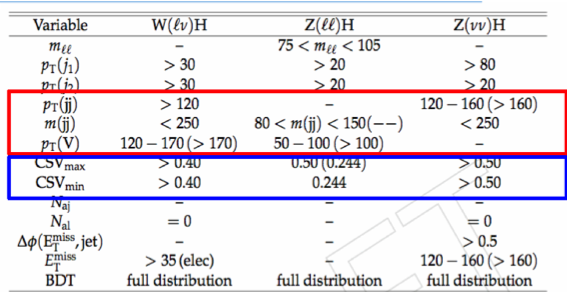 Variable W(ℓν)H Z(ℓℓ)H Z(νν)H
mℓℓ – 75 < mℓℓ < 105 –
pT(j1) > 30 > 20 > 80
pT(j2) > 30 > 20 > 20
pT(jj) > 120 – 120 – 160 (> 160)
m(jj) < 250 80 < m(jj) < 150(− −) < 250
pT(V) 120 – 170 (> 170) 50 – 100 (> 100) –
CSVmax > 0.40 0.50 (0.244) > 0.50
CSVmin > 0.40 0.244 > 0.50
Naj – – –
Nal = 0 – = 0
Δϕ(ETmiss, jet) – – > 0.5
ETmiss > 35 (elec) – 120 – 160 (> 160)
BDT full distribution full distribution full distribution